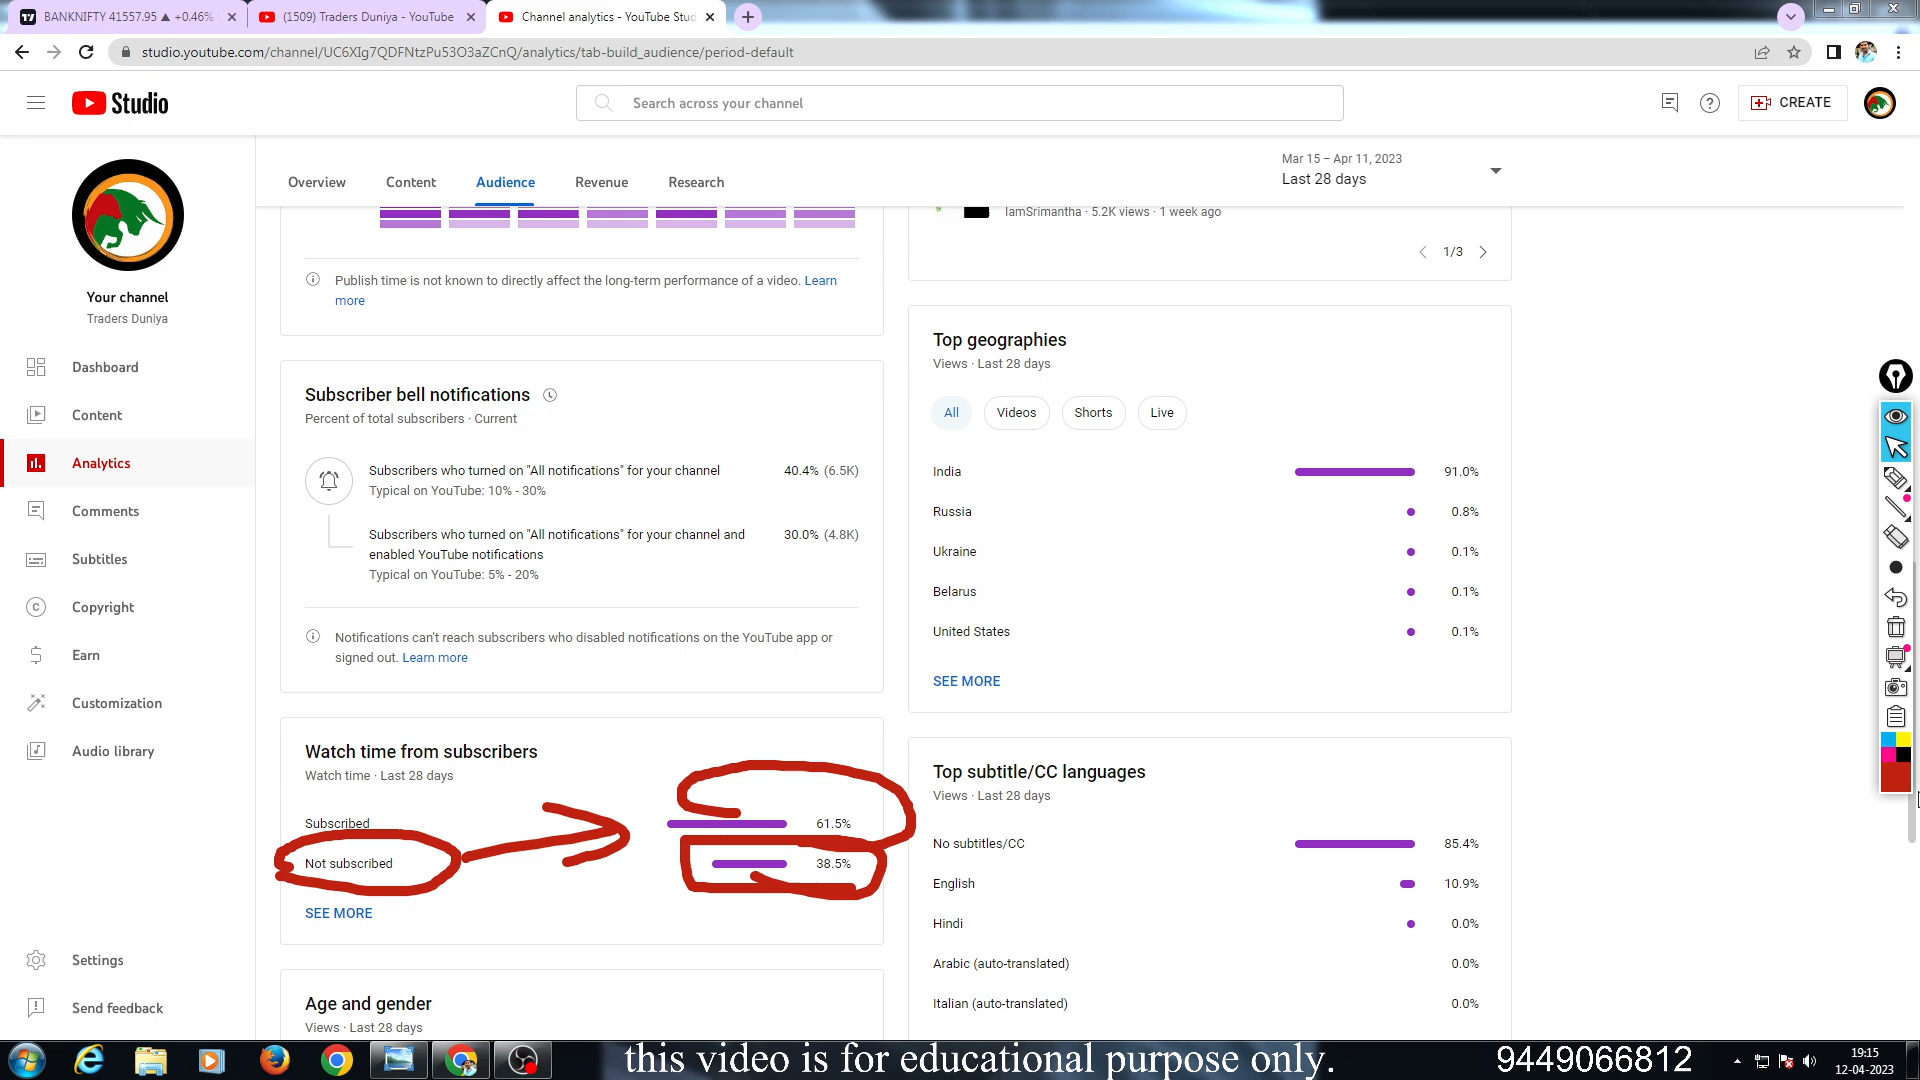 BANKNIFTY 41557.95 ▲ +0.46%
(1509) Traders Duniya - YouTube
Channel analytics - YouTube Stud
studio.youtube.com/channel/UC6XIg7QDFNtzPu53O3aZCnQ/analytics/tab-build_audience/period-default
Studio
Search across your channel
CREATE
Your channel
Traders Duniya
Dashboard
Content
Analytics
Comments
Subtitles
Copyright
Earn
Customization
Audio library
Settings
Send feedback
Overview
Content
Audience
Revenue
Research
Mar 15 – Apr 11, 2023
Last 28 days
Publish time is not known to directly affect the long-term performance of a video. Learn
more
Subscriber bell notifications
Percent of total subscribers · Current
Subscribers who turned on "All notifications" for your channel 40.4% (6.5K)
Typical on YouTube: 10% - 30%
Subscribers who turned on "All notifications" for your channel and 30.0% (4.8K)
enabled YouTube notifications
Typical on YouTube: 5% - 20%
Notifications can't reach subscribers who disabled notifications on the YouTube app or
signed out. Learn more
Watch time from subscribers
Watch time · Last 28 days
Subscribed 61.5%
Not subscribed 38.5%
SEE MORE
Age and gender
Views · Last 28 days
IamSrimantha · 5.2K views · 1 week ago
1/3
Top geographies
Views · Last 28 days
All
Videos
Shorts
Live
India 91.0%
Russia 0.8%
Ukraine 0.1%
Belarus 0.1%
United States 0.1%
SEE MORE
Top subtitle/CC languages
Views · Last 28 days
No subtitles/CC 85.4%
English 10.9%
Hindi 0.0%
Arabic (auto-translated) 0.0%
Italian (auto-translated) 0.0%
this video is for educational purpose only.
9449066812
19:15
12-04-2023